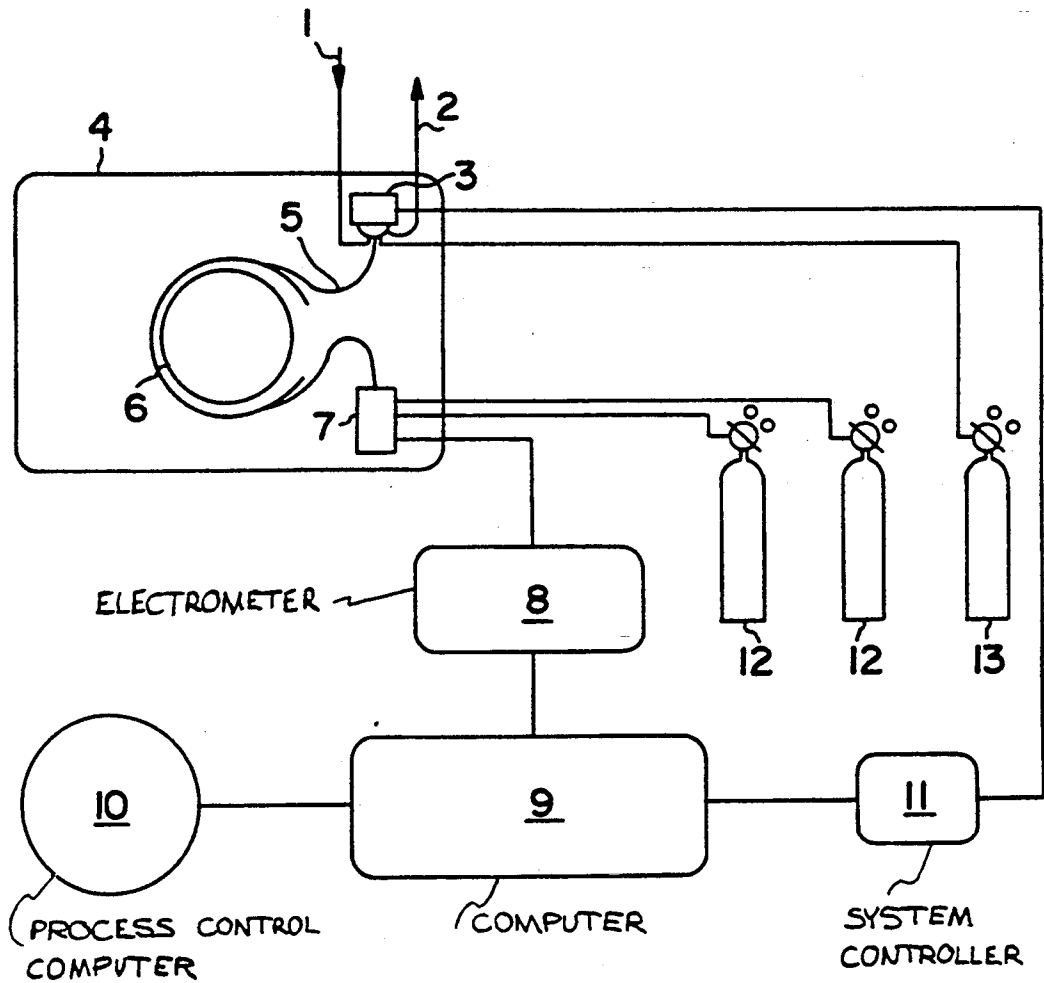 1
2
4
3
5
6
7
ELECTROMETER
8
12
12
13
10
9
11
PROCESS CONTROL
COMPUTER
COMPUTER
SYSTEM
CONTROLLER